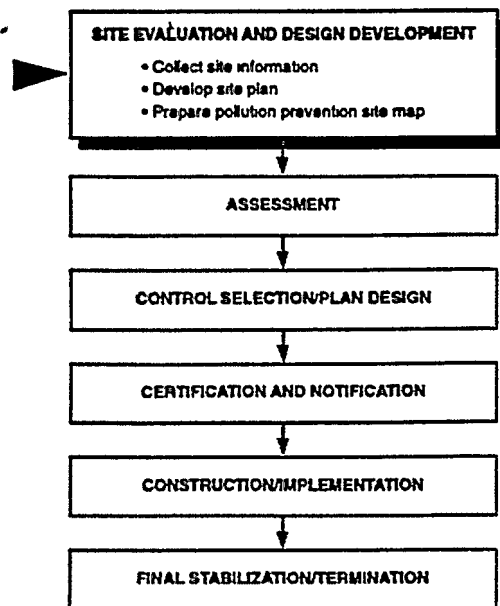 SITE EVALUATION AND DESIGN DEVELOPMENT
• Collect site information
• Develop site plan
• Prepare pollution prevention site map
ASSESSMENT
CONTROL SELECTION/PLAN DESIGN
CERTIFICATION AND NOTIFICATION
CONSTRUCTION/IMPLEMENTATION
FINAL STABILIZATION/TERMINATION